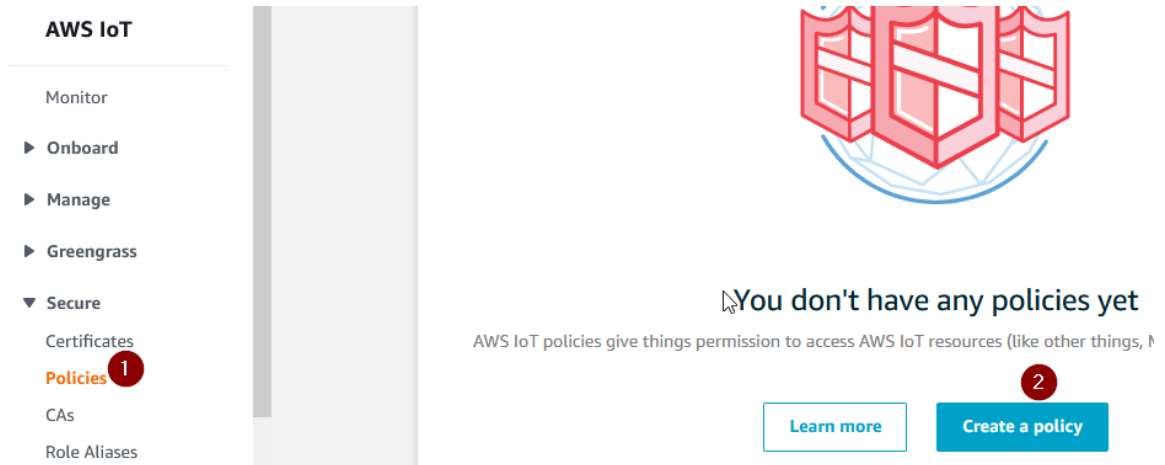 AWS IoT
Monitor
Onboard
Manage
Greengrass
Secure
Certificates
Policies 1
CAs
Role Aliases
You don't have any policies yet
AWS IoT policies give things permission to access AWS IoT resources (like other things,
2
Learn more
Create a policy